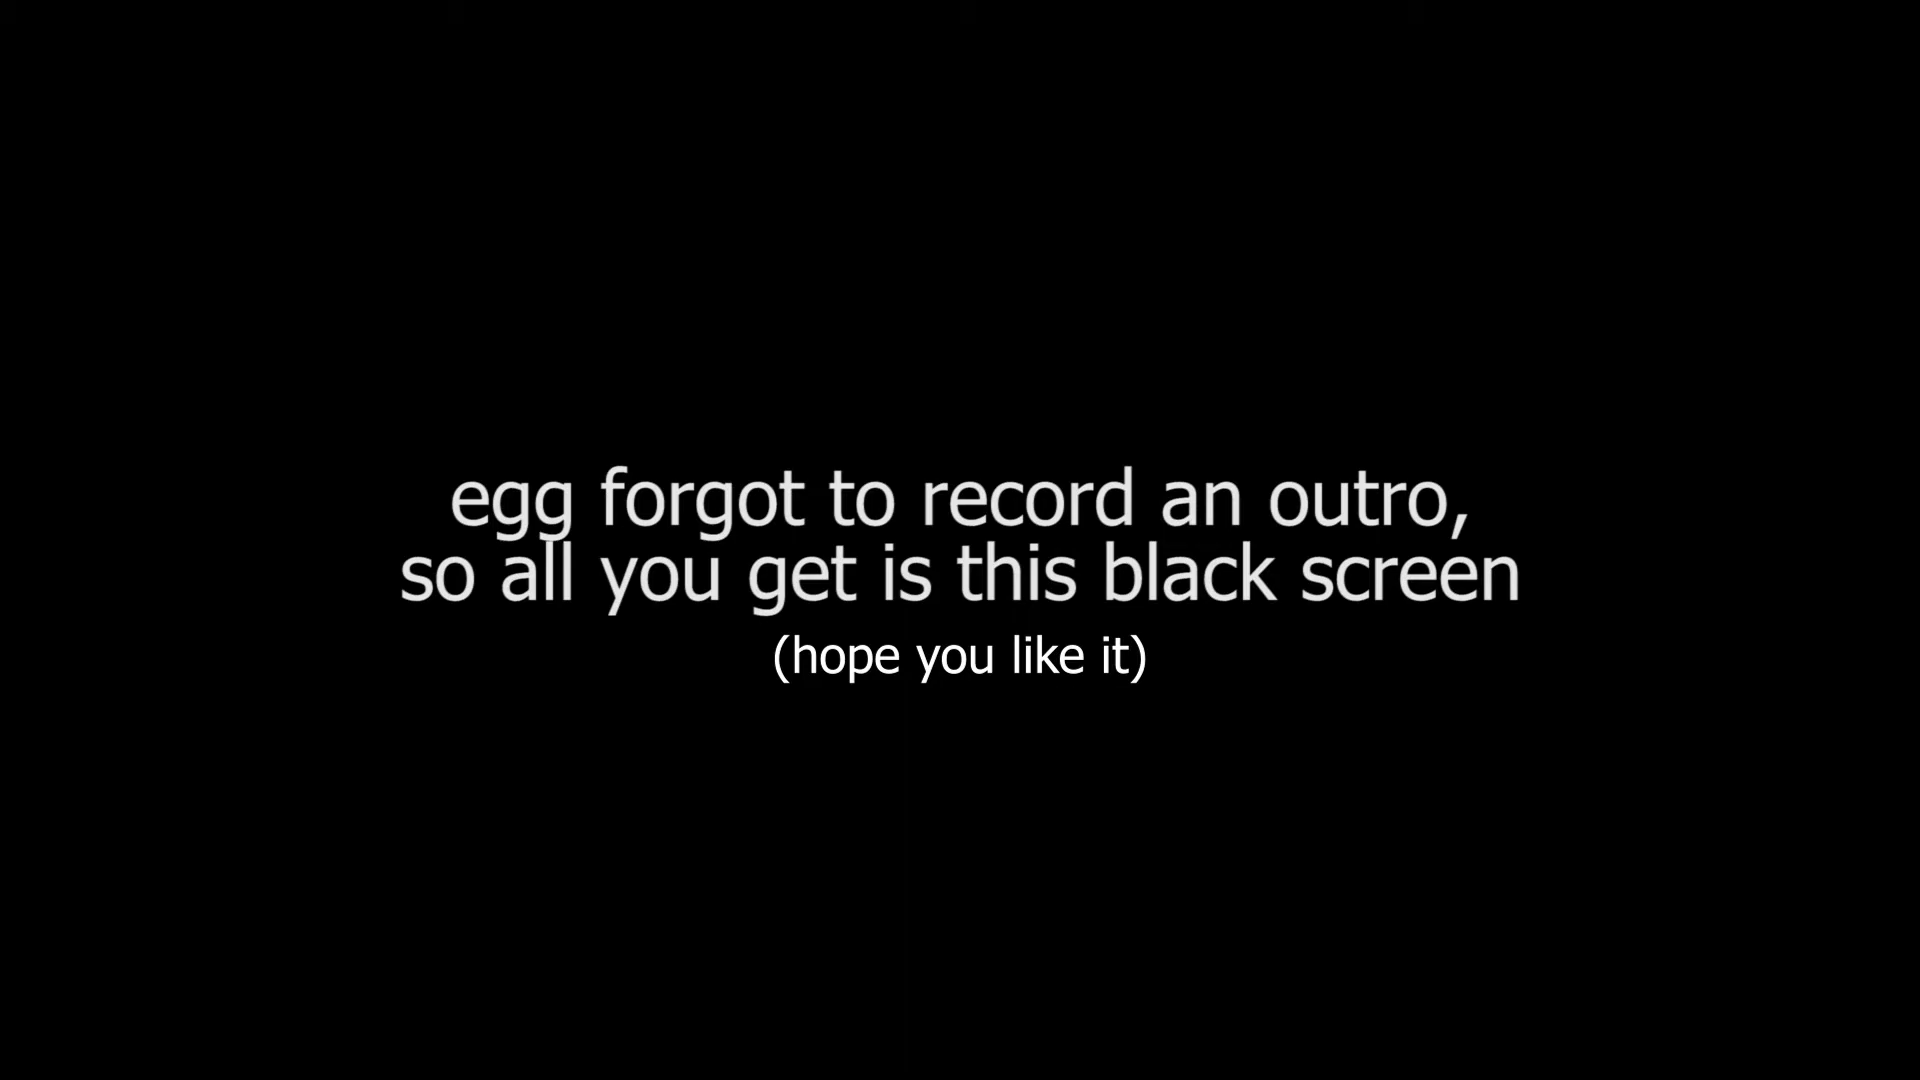 egg forgot to record an outro,
so all you get is this black screen
(hope you like it)